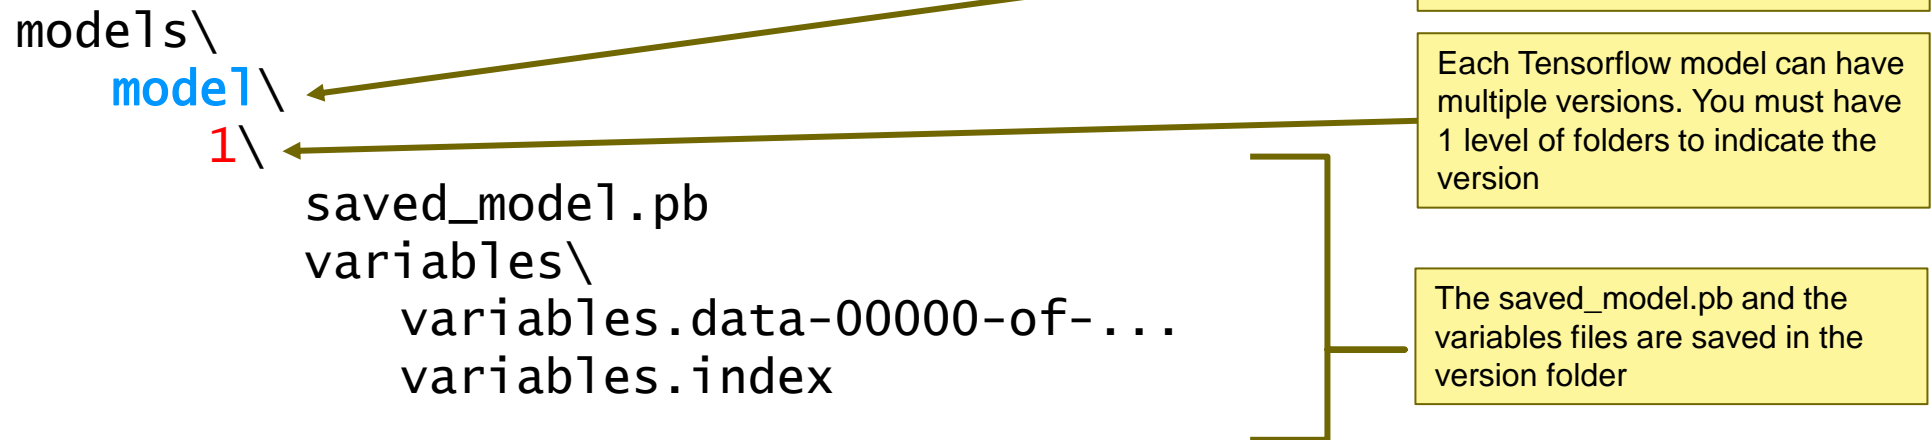 models\
model\
1\
saved_model.pb
variables\
variables.data-00000-of-...
variables.index
Each Tensorflow model can have
multiple versions. You must have
1 level of folders to indicate the
version
The saved_model.pb and the
variables files are saved in the
version folder